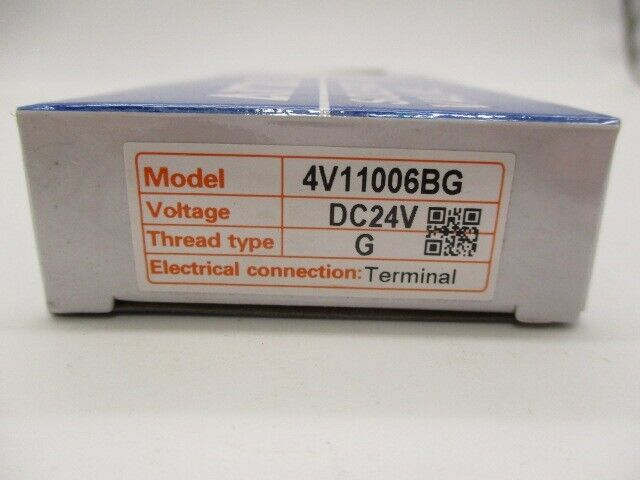 Model 4V11006BG
Voltage DC24V
Thread type G
Electrical connection: Terminal